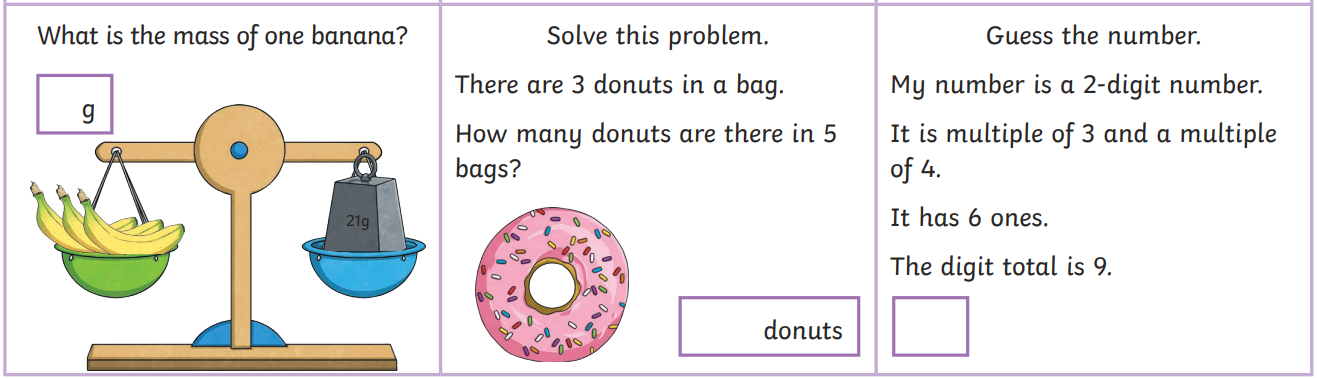 What is the mass of one banana?
g
21g
Solve this problem.
There are 3 donuts in a bag.
How many donuts are there in 5
bags?
donuts
Guess the number.
My number is a 2-digit number.
It is multiple of 3 and a multiple
of 4.
It has 6 ones.
The digit total is 9.